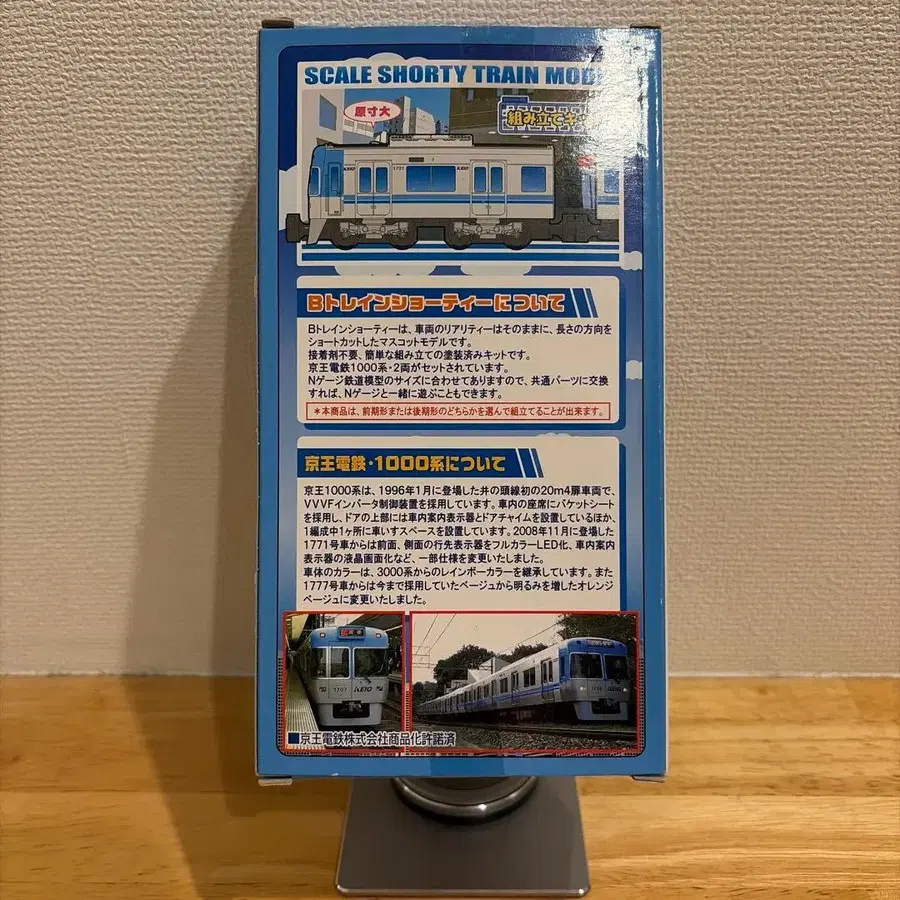 SCALE SHORTY TRAIN MODE
原寸大
組み立てキ
1721
KEIO
KEIO
Bトレインショーティーについて
Bトレインショーティーは、車両のリアリティーはそのままに、長さの方向を
ショートカットしたマスコットモデルです。
接着剤不要、簡単な組み立ての塗装済みキットです。
京王電鉄1000系・2両がセットされています。
Nゲージ鉄道模型のサイズに合わせてありますので、共通パーツに交換
すれば、Nゲージと一緒に遊ぶこともできます。
*本商品は、前期形または後期形のどちらかを選んで組立てることが出来ます。
京王電鉄・1000系について
京王1000系は、1996年1月に登場した井の頭線初の20m4扉車両で、
VVVFインバータ制御装置を採用しています。車内の座席にバケットシート
を採用し、ドアの上部には車内案内表示器とドアチャイムを設置しているほか、
1編成中1ヶ所に車いすスペースを設置しています。2008年11月に登場した
1771号車からは前面、側面の行先表示器をフルカラーLED化、車内案内
表示器の液晶画面化など、一部仕様を変更いたしました。
車体のカラーは、3000系からのレインボーカラーを継承しています。また
1777号車からは今まで採用していたベージュから明るみを増したオレンジ
ベージュに変更いたしました。
1707 KEIO
■京王電鉄株式会社商品化許諾済